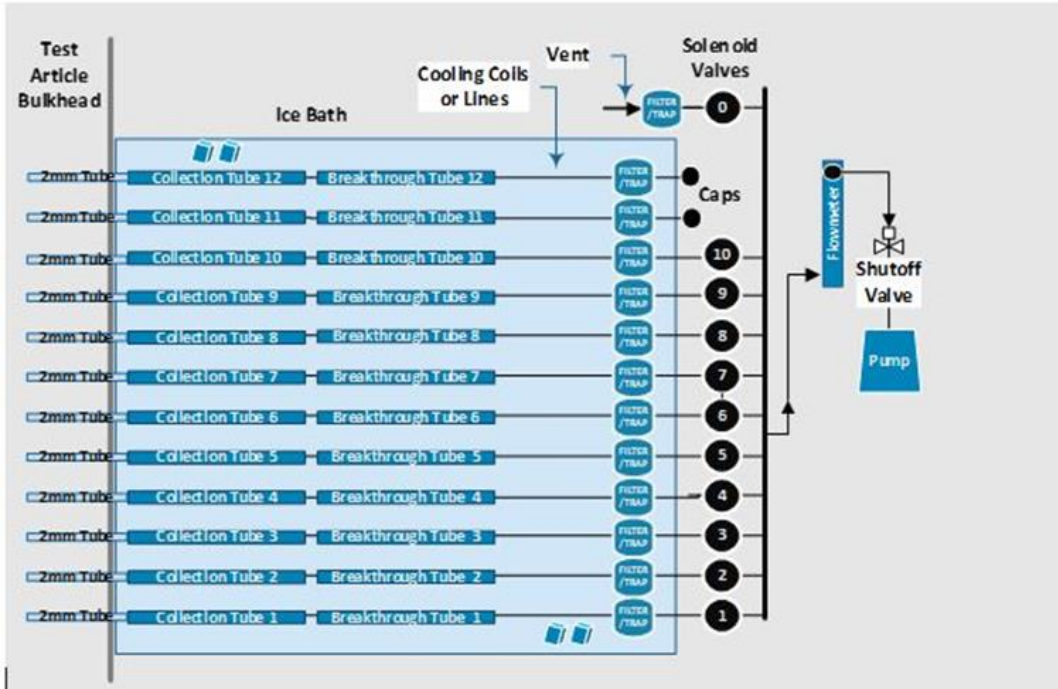 Test
Article
Bulkhead
Ice Bath
Cooling Coils
or Lines
Vent
Solenoid
Valves
FILTER
/TRAP
0
2mm Tube Collection Tube 12 Breakthrough Tube 12 FILTER /TRAP
Caps
2mm Tube Collection Tube 11 Breakthrough Tube 11 FILTER /TRAP
2mm Tube Collection Tube 10 Breakthrough Tube 10 FILTER /TRAP 10
2mm Tube Collection Tube 9 Breakthrough Tube 9 FILTER /TRAP 9
2mm Tube Collection Tube 8 Breakthrough Tube 8 FILTER /TRAP 8
2mm Tube Collection Tube 7 Breakthrough Tube 7 FILTER /TRAP 7
2mm Tube Collection Tube 6 Breakthrough Tube 6 FILTER /TRAP 6
2mm Tube Collection Tube 5 Breakthrough Tube 5 FILTER /TRAP 5
2mm Tube Collection Tube 4 Breakthrough Tube 4 FILTER /TRAP 4
2mm Tube Collection Tube 3 Breakthrough Tube 3 FILTER /TRAP 3
2mm Tube Collection Tube 2 Breakthrough Tube 2 FILTER /TRAP 2
2mm Tube Collection Tube 1 Breakthrough Tube 1 FILTER /TRAP 1
Flowmeter
Shutoff
Valve
Pump